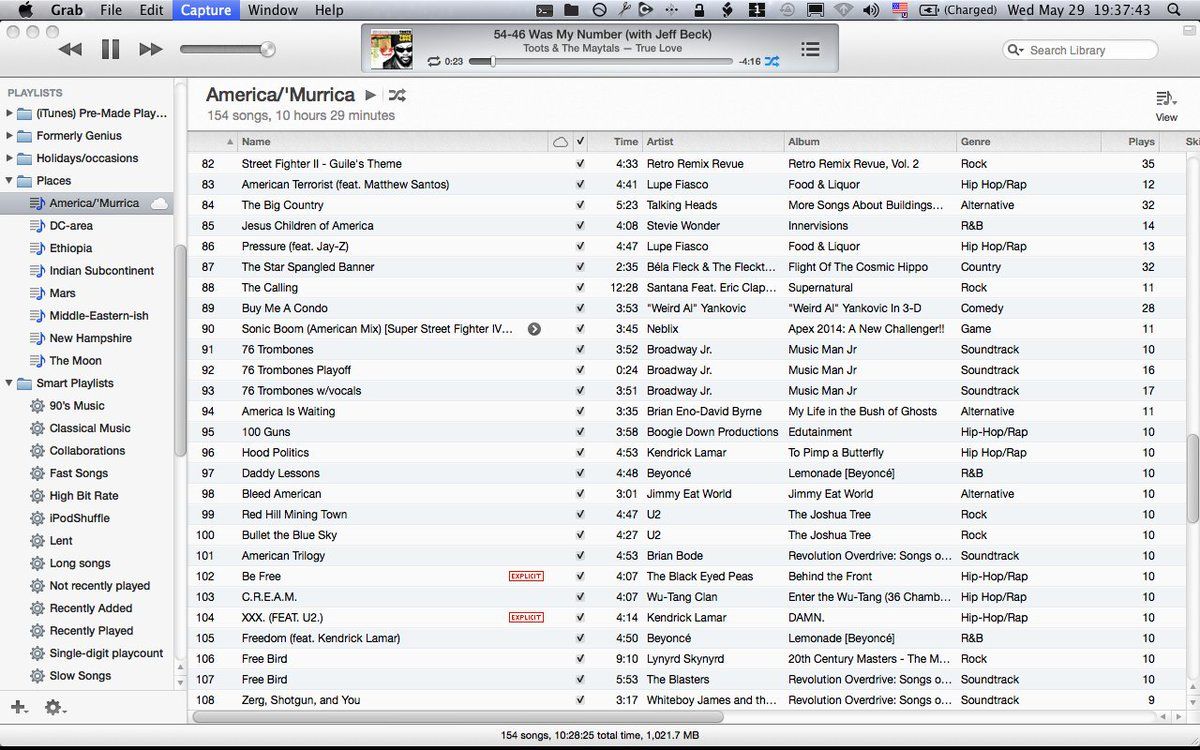 Grab File Edit Capture Window Help (Charged) Wed May 29 19:37:43
54-46 Was My Number (with Jeff Beck)
Toots & The Maytals — True Love
0:23 -4:16
Search Library
PLAYLISTS
(iTunes) Pre-Made Play...
Formerly Genius
Holidays/occasions
Places
America/'Murrica
DC-area
Ethiopia
Indian Subcontinent
Mars
Middle-Eastern-ish
New Hampshire
The Moon
Smart Playlists
90's Music
Classical Music
Collaborations
Fast Songs
High Bit Rate
iPodShuffle
Lent
Long songs
Not recently played
Recently Added
Recently Played
Single-digit playcount
Slow Songs
America/'Murrica
154 songs, 10 hours 29 minutes
View
Name Time Artist Album Genre Plays Ski
82 Street Fighter II - Guile's Theme 4:33 Retro Remix Revue Retro Remix Revue, Vol. 2 Rock 35
83 American Terrorist (feat. Matthew Santos) 4:41 Lupe Fiasco Food & Liquor Hip Hop/Rap 12
84 The Big Country 5:23 Talking Heads More Songs About Buildings... Alternative 32
85 Jesus Children of America 4:08 Stevie Wonder Innervisions R&B 14
86 Pressure (feat. Jay-Z) 4:47 Lupe Fiasco Food & Liquor Hip Hop/Rap 13
87 The Star Spangled Banner 2:35 Béla Fleck & The Fleckt... Flight Of The Cosmic Hippo Country 32
88 The Calling 12:28 Santana Feat. Eric Clap... Supernatural Rock 11
89 Buy Me A Condo 3:53 "Weird Al" Yankovic "Weird Al" Yankovic In 3-D Comedy 28
90 Sonic Boom (American Mix) [Super Street Fighter IV... 3:45 Neblix Apex 2014: A New Challenger!! Game 11
91 76 Trombones 3:52 Broadway Jr. Music Man Jr Soundtrack 10
92 76 Trombones Playoff 0:24 Broadway Jr. Music Man Jr Soundtrack 16
93 76 Trombones w/vocals 3:51 Broadway Jr. Music Man Jr Soundtrack 17
94 America Is Waiting 3:35 Brian Eno-David Byrne My Life in the Bush of Ghosts Alternative 11
95 100 Guns 3:58 Boogie Down Productions Edutainment Hip-Hop/Rap 10
96 Hood Politics 4:53 Kendrick Lamar To Pimp a Butterfly Hip Hop/Rap 10
97 Daddy Lessons 4:48 Beyoncé Lemonade [Beyoncé] R&B 10
98 Bleed American 3:01 Jimmy Eat World Jimmy Eat World Alternative 10
99 Red Hill Mining Town 4:47 U2 The Joshua Tree Rock 10
100 Bullet the Blue Sky 4:27 U2 The Joshua Tree Rock 10
101 American Trilogy 4:53 Brian Bode Revolution Overdrive: Songs o... Soundtrack 10
102 Be Free EXPLICIT 4:07 The Black Eyed Peas Behind the Front Hip-Hop/Rap 10
103 C.R.E.A.M. 4:07 Wu-Tang Clan Enter the Wu-Tang (36 Chamb... Hip-Hop/Rap 10
104 XXX. (FEAT. U2.) EXPLICIT 4:14 Kendrick Lamar DAMN. Hip-Hop/Rap 10
105 Freedom (feat. Kendrick Lamar) 4:50 Beyoncé Lemonade [Beyoncé] R&B 10
106 Free Bird 9:10 Lynyrd Skynyrd 20th Century Masters - The M... Rock 10
107 Free Bird 5:53 The Blasters Revolution Overdrive: Songs o... Soundtrack 10
108 Zerg, Shotgun, and You 3:17 Whiteboy James and th... Revolution Overdrive: Songs o... Soundtrack 9
154 songs, 10:28:25 total time, 1,021.7 MB